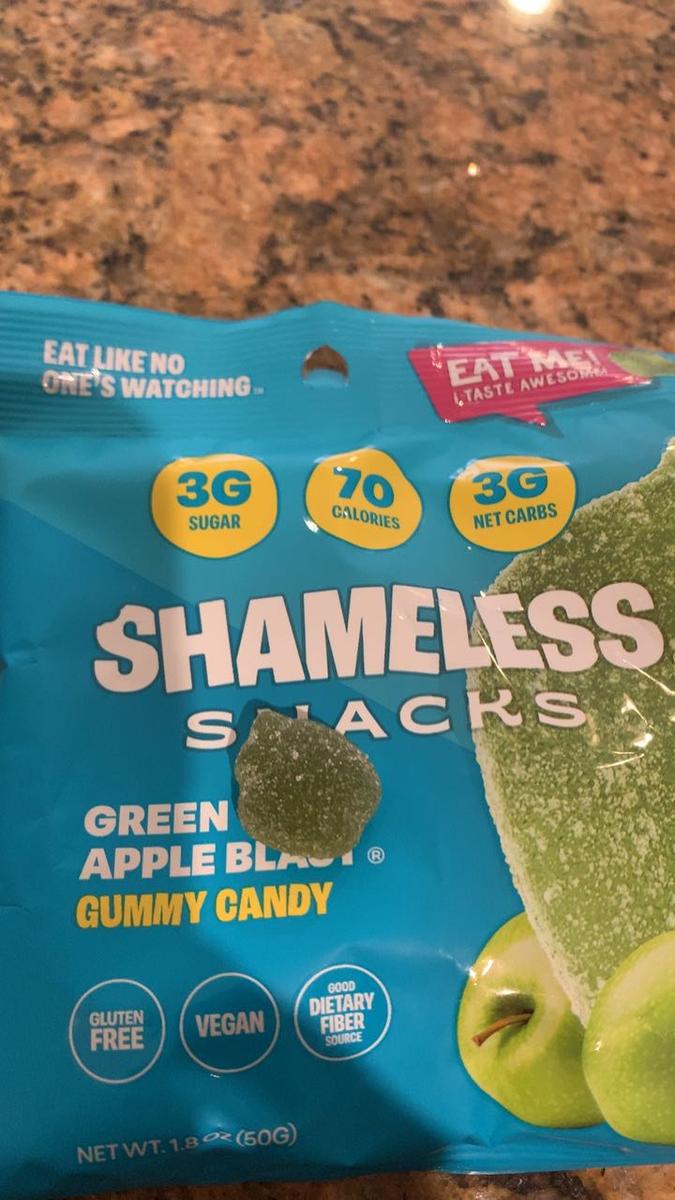 EAT LIKE NO
ONE'S WATCHING™
EAT ME!
I TASTE AWESOME!
3G
SUGAR
70
CALORIES
3G
NET CARBS
SHAMELESS
SNACKS
GREEN
APPLE BLAST®
GUMMY CANDY
GLUTEN
FREE
VEGAN
GOOD
DIETARY
FIBER
SOURCE
NET WT. 1.8 OZ (50G)